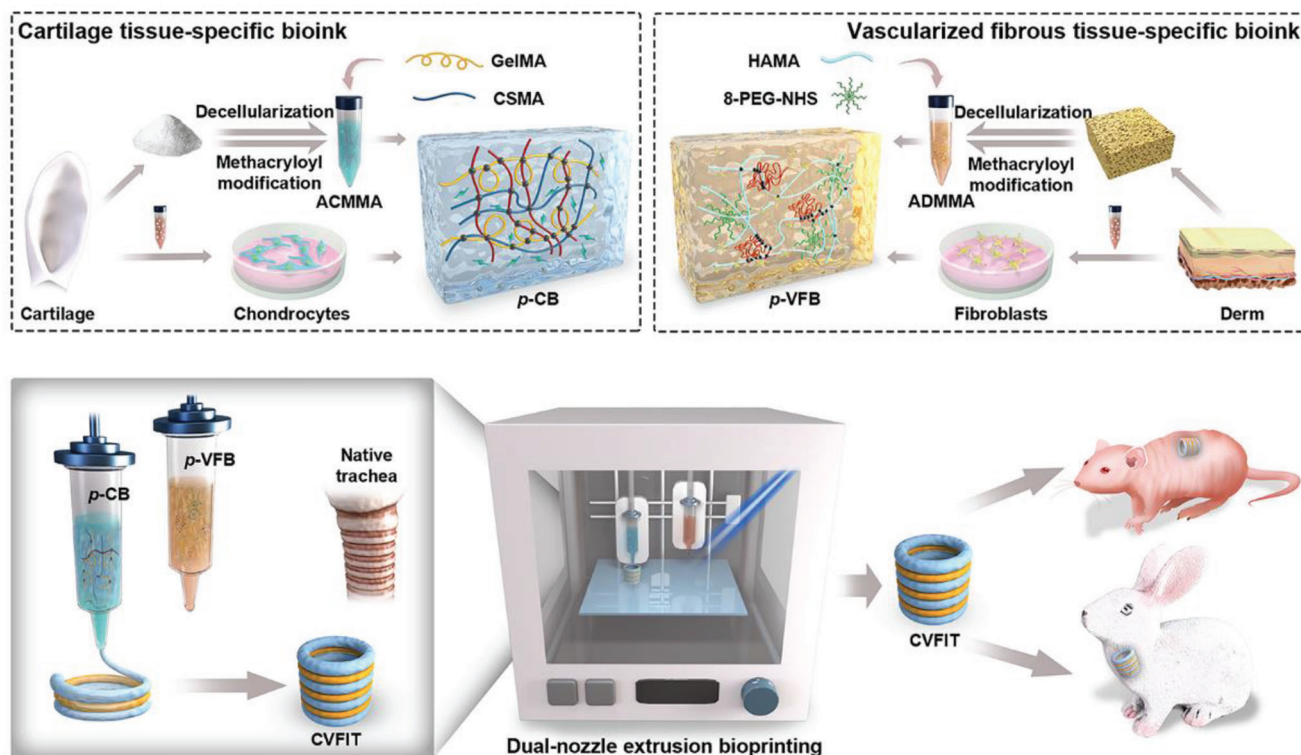 Cartilage tissue-specific bioink
GelMA
CSMA
Decellularization
Methacryloyl
modification
ACMMA
Cartilage
Chondrocytes
p-CB
Vascularized fibrous tissue-specific bioink
HAMA
8-PEG-NHS
Decellularization
Methacryloyl
modification
ADMMA
p-VFB
Fibroblasts
Derm
p-CB
p-VFB
Native
trachea
CVFIT
Dual-nozzle extrusion bioprinting
CVFIT